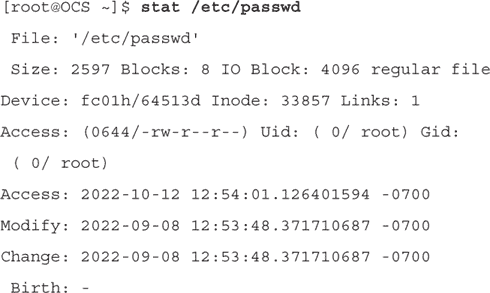 [root@OCS ~]$ stat /etc/passwd
File: '/etc/passwd'
Size: 2597 Blocks: 8 IO Block: 4096 regular file
Device: fc01h/64513d Inode: 33857 Links: 1
Access: (0644/-rw-r--r--) Uid: ( 0/ root) Gid:
( 0/ root)
Access: 2022-10-12 12:54:01.126401594 -0700
Modify: 2022-09-08 12:53:48.371710687 -0700
Change: 2022-09-08 12:53:48.371710687 -0700
Birth: -